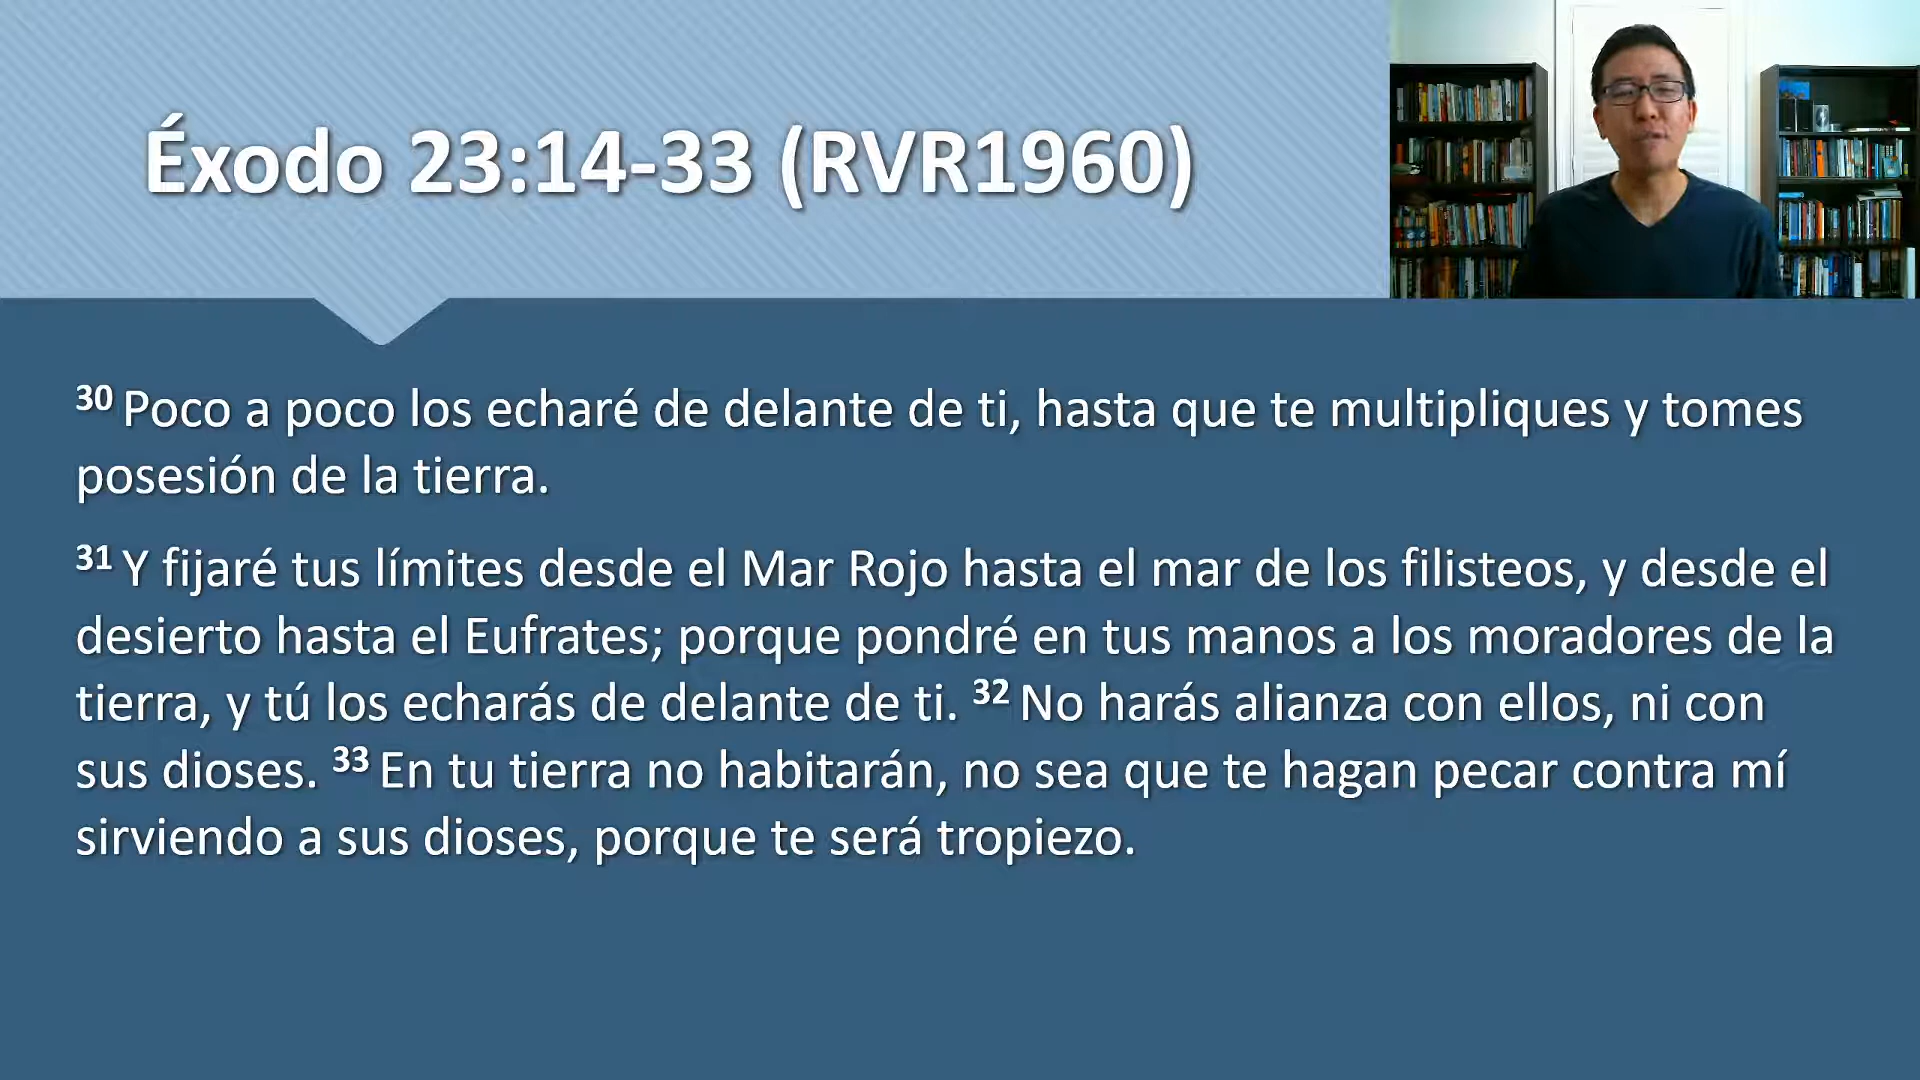 Éxodo 23:14-33 (RVR1960)
30 Poco a poco los echaré de delante de ti, hasta que te multipliques y tomes
posesión de la tierra.
31 Y fijaré tus límites desde el Mar Rojo hasta el mar de los filisteos, y desde el
desierto hasta el Eufrates; porque pondré en tus manos a los moradores de la
tierra, y tú los echarás de delante de ti. 32 No harás alianza con ellos, ni con
sus dioses. 33 En tu tierra no habitarán, no sea que te hagan pecar contra mí
sirviendo a sus dioses, porque te será tropiezo.